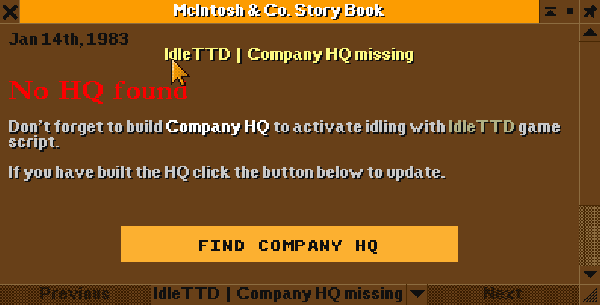 McIntosh & Co. Story Book
Jan 14th, 1983
IdleTTD | Company HQ missing
No HQ found
Don't forget to build Company HQ to activate idling with IdleTTD game
script.
If you have built the HQ click the button below to update.
FIND COMPANY HQ
Previous
IdleTTD | Company HQ missing
Next